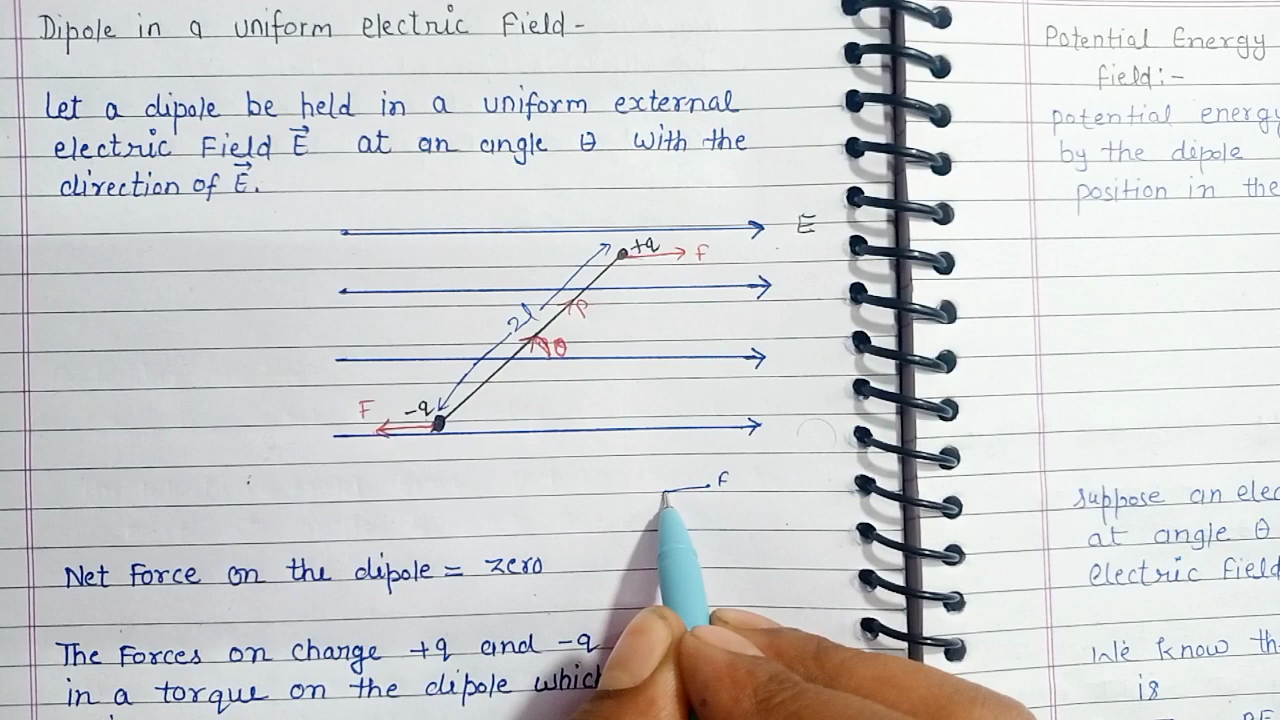 Dipole in a uniform electric Field -
Let a dipole be held in a uniform external
electric Field E⃗ at an angle θ with the
direction of E⃗.
E
+q
F
2l
P
θ
F
-q
F
Net Force on the dipole = zero
The Forces on charge +q and -q
in a torque on the dipole which
Potential Energy
field:-
potential energy
by the dipole
position in the
Suppose an elec
at angle θ
electric field
We know th
is